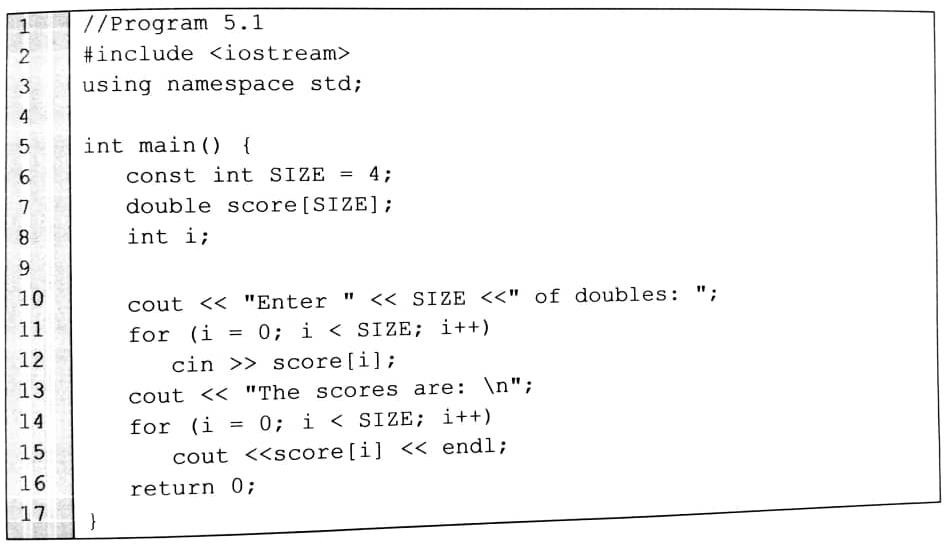 1 //Program 5.1
2 #include <iostream>
3 using namespace std;
4
5 int main() {
6 const int SIZE = 4;
7 double score[SIZE];
8 int i;
9
10 cout << "Enter " << SIZE <<" of doubles: ";
11 for (i = 0; i < SIZE; i++)
12 cin >> score[i];
13 cout << "The scores are: \n";
14 for (i = 0; i < SIZE; i++)
15 cout <<score[i] << endl;
16 return 0;
17 }